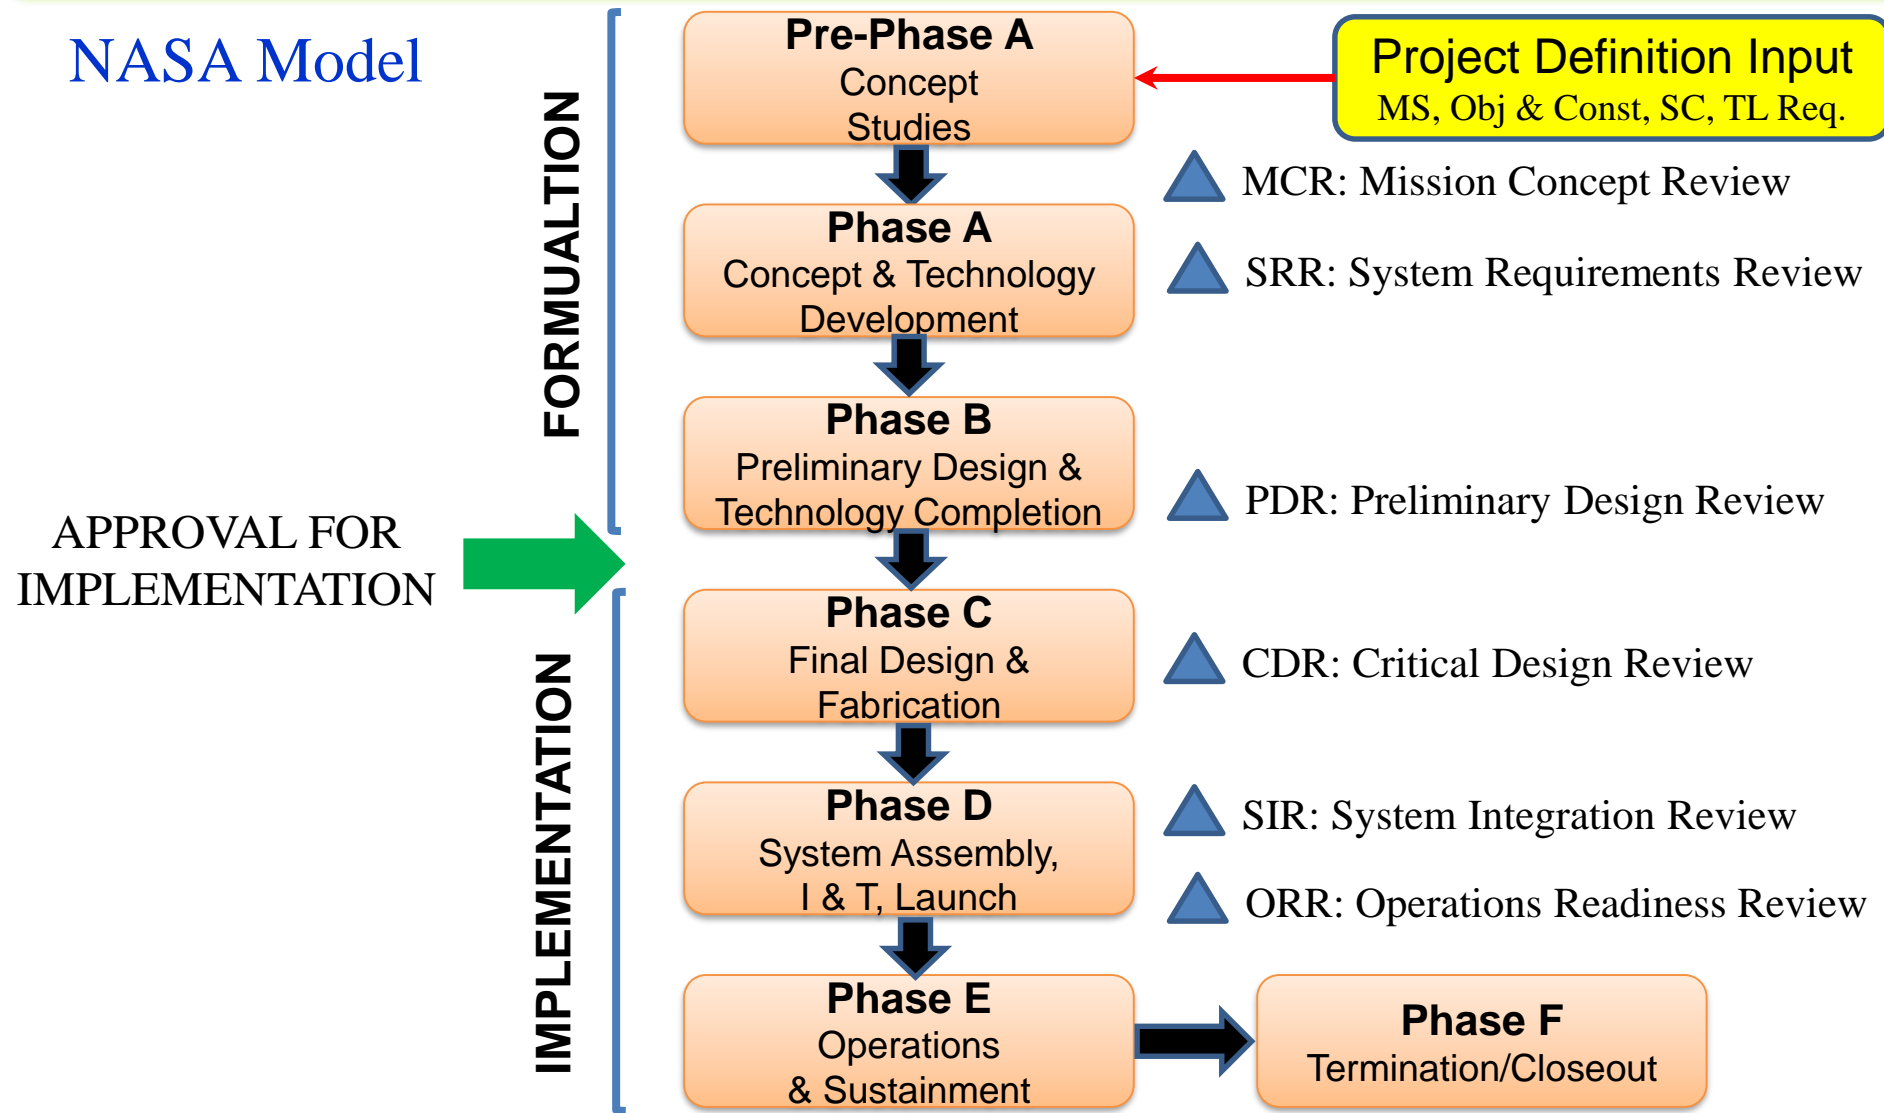 NASA Model
FORMUALTION
Pre-Phase A
Concept
Studies
Project Definition Input
MS, Obj & Const, SC, TL Req.
MCR: Mission Concept Review
Phase A
Concept & Technology
Development
SRR: System Requirements Review
Phase B
Preliminary Design &
Technology Completion
PDR: Preliminary Design Review
APPROVAL FOR
IMPLEMENTATION
IMPLEMENTATION
Phase C
Final Design &
Fabrication
CDR: Critical Design Review
Phase D
System Assembly,
I & T, Launch
SIR: System Integration Review
ORR: Operations Readiness Review
Phase E
Operations
& Sustainment
Phase F
Termination/Closeout